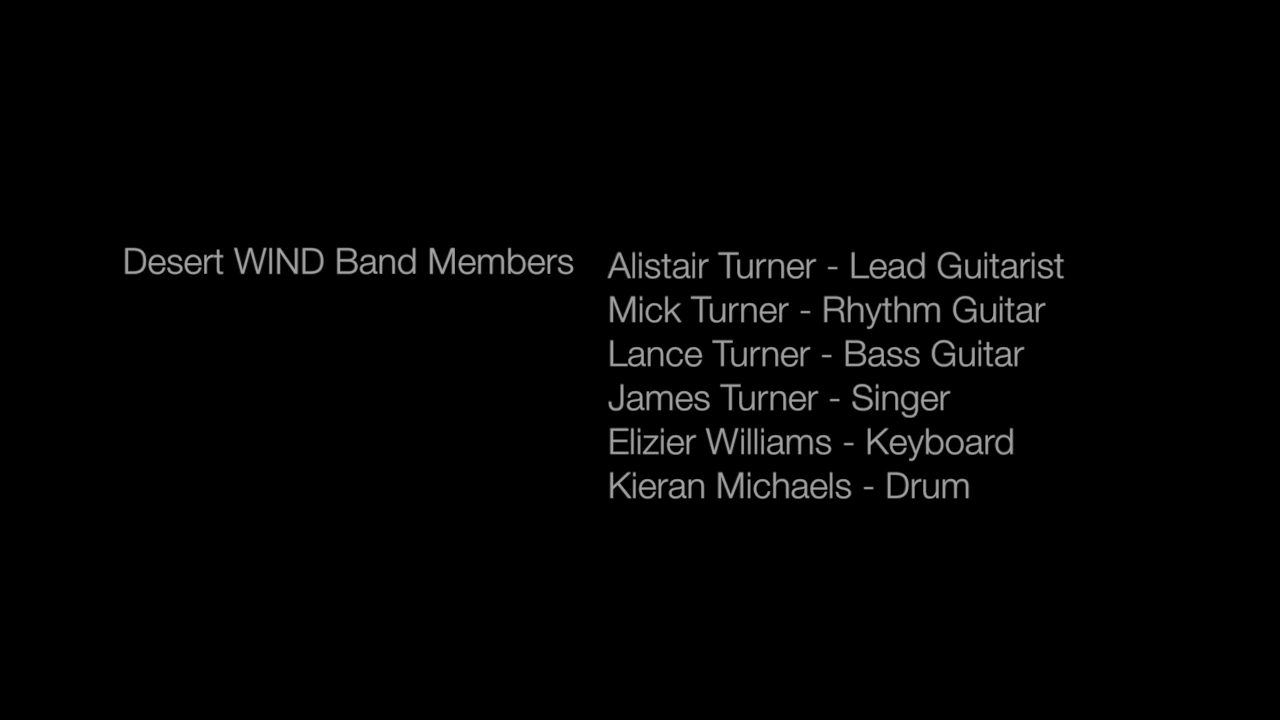 Desert WIND Band Members
Alistair Turner - Lead Guitarist
Mick Turner - Rhythm Guitar
Lance Turner - Bass Guitar
James Turner - Singer
Elizier Williams - Keyboard
Kieran Michaels - Drum